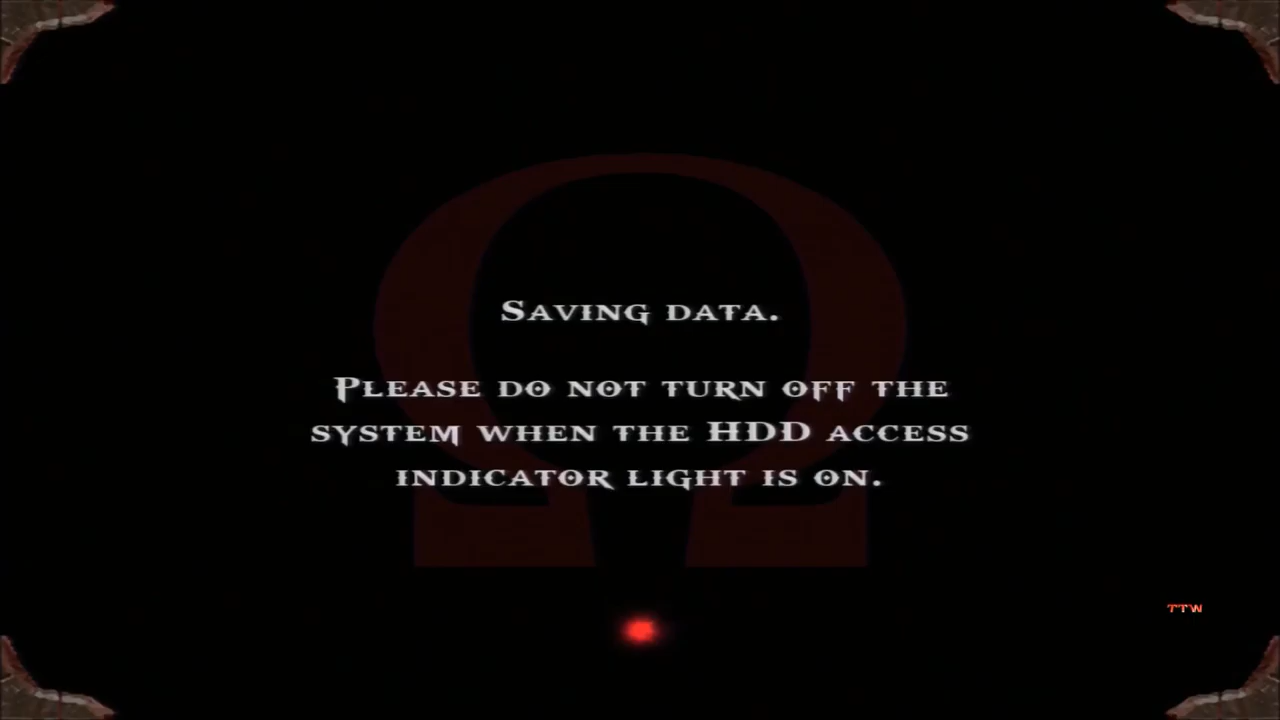 Saving data.
Please do not turn off the
system when the HDD access
indicator light is on.
TTW